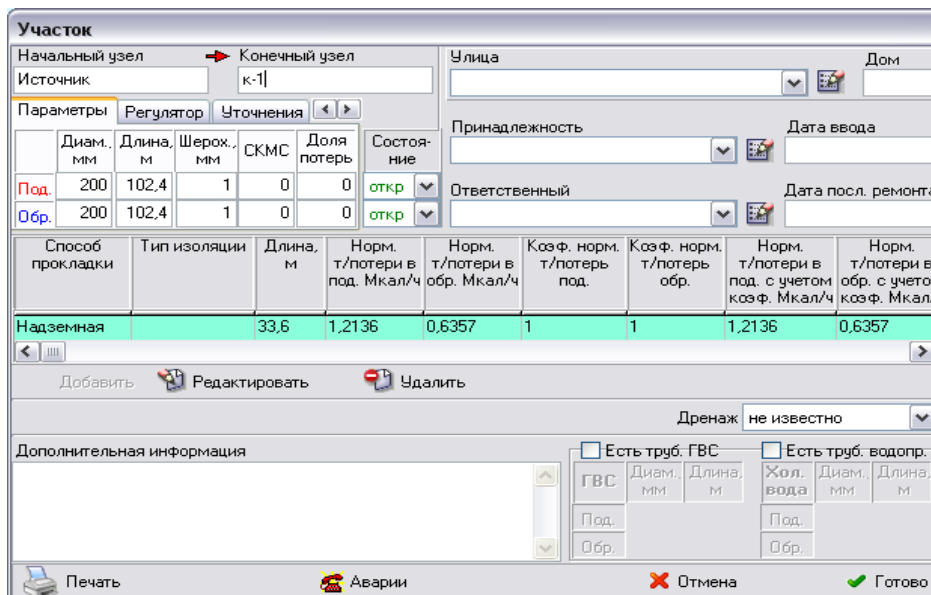 Участок
Начальный узел Конечный узел Улица Дом
Источник к-1
Параметры Регулятор Уточнения
Принадлежность Дата ввода
Диам., мм Длина, м Шерох., мм СКМС Доля потерь Состоя-ние
Под. 200 102,4 1 0 0 откр
Ответственный Дата посл. ремонта
Обр. 200 102,4 1 0 0 откр
Способ Тип изоляции Длина, Норм. Норм. Коэф. норм. Коэф. норм. Норм. Норм.
прокладки м т/потери в т/потери в т/потерь т/потерь т/потери в т/потери в
под. Мкал/ч обр. Мкал/ч под. обр. под. с учетом обр. с учето
коэф. Мкал/ч коэф. Мкал
Надземная 33,6 1,2136 0,6357 1 1 1,2136 0,6357
Добавить Редактировать Удалить
Дренаж не известно
Дополнительная информация Есть труб. ГВС Есть труб. водопр.
ГВС Диам., мм Длина, м Хол. вода Диам., мм Длина, м
Под. Под.
Обр. Обр.
Печать Аварии Отмена Готово